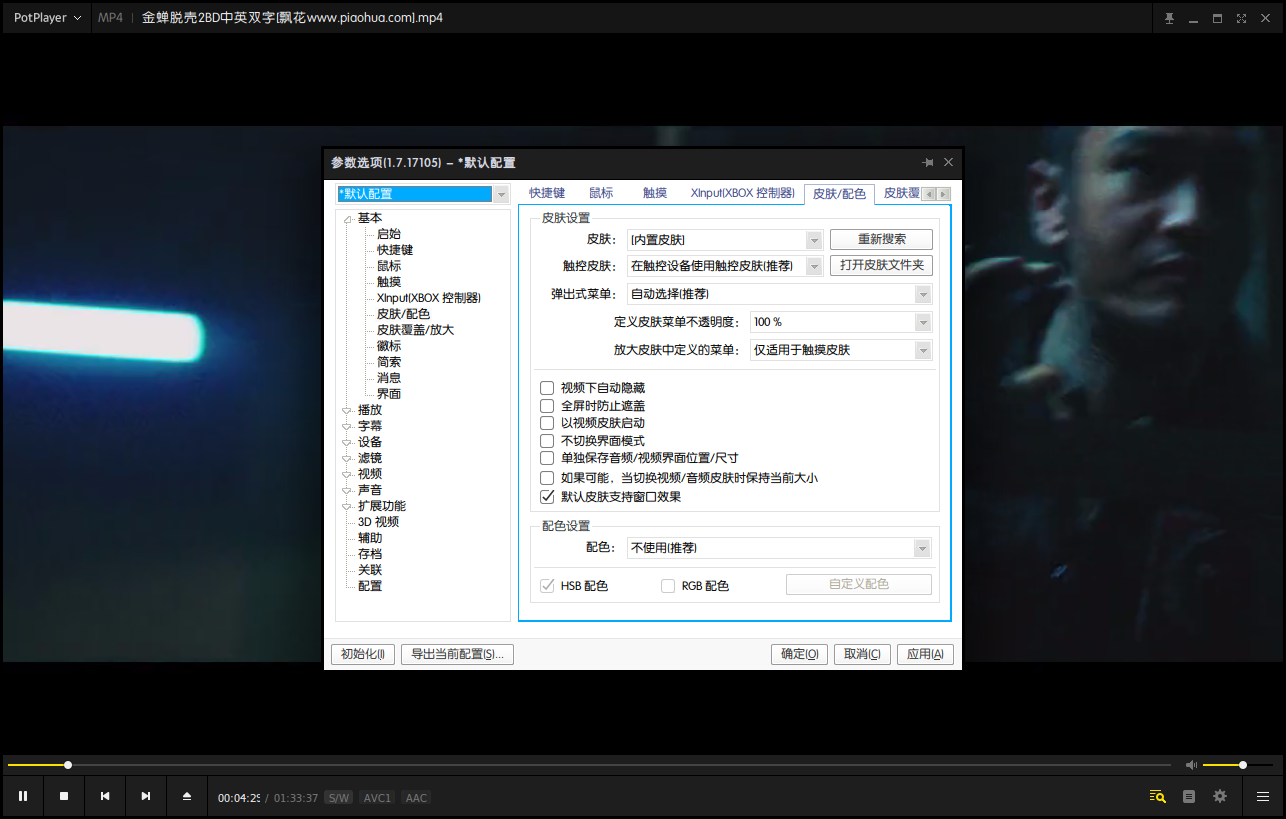 PotPlayer MP4 金蝉脱壳2BD中英双字[飘花www.piaohua.com].mp4
参数选项(1.7.17105) – *默认配置
*默认配置
基本
启始
快捷键
鼠标
触摸
XInput(XBOX 控制器)
皮肤/配色
皮肤覆盖/放大
徽标
简索
消息
界面
播放
字幕
设备
滤镜
视频
声音
扩展功能
3D 视频
辅助
存档
关联
配置
快捷键 鼠标 触摸 XInput(XBOX 控制器) 皮肤/配色 皮肤覆
皮肤设置
皮肤: [内置皮肤] 重新搜索
触控皮肤: 在触控设备使用触控皮肤(推荐) 打开皮肤文件夹
弹出式菜单: 自动选择(推荐)
定义皮肤菜单不透明度: 100 %
放大皮肤中定义的菜单: 仅适用于触摸皮肤
视频下自动隐藏
全屏时防止遮盖
以视频皮肤启动
不切换界面模式
单独保存音频/视频界面位置/尺寸
如果可能，当切换视频/音频皮肤时保持当前大小
默认皮肤支持窗口效果
配色设置
配色: 不使用(推荐)
HSB 配色 RGB 配色 自定义配色
初始化(I) 导出当前配置(S)... 确定(O) 取消(C) 应用(A)
00:04:25 / 01:33:37 S/W AVC1 AAC